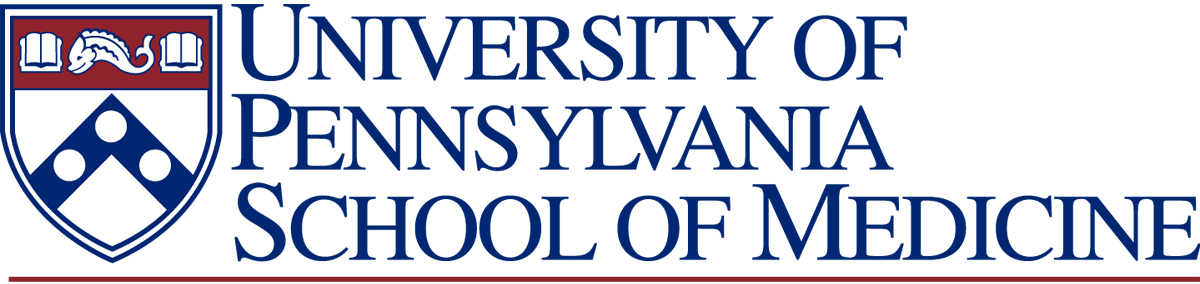 UNIVERSITY OF
PENNSYLVANIA
SCHOOL OF MEDICINE